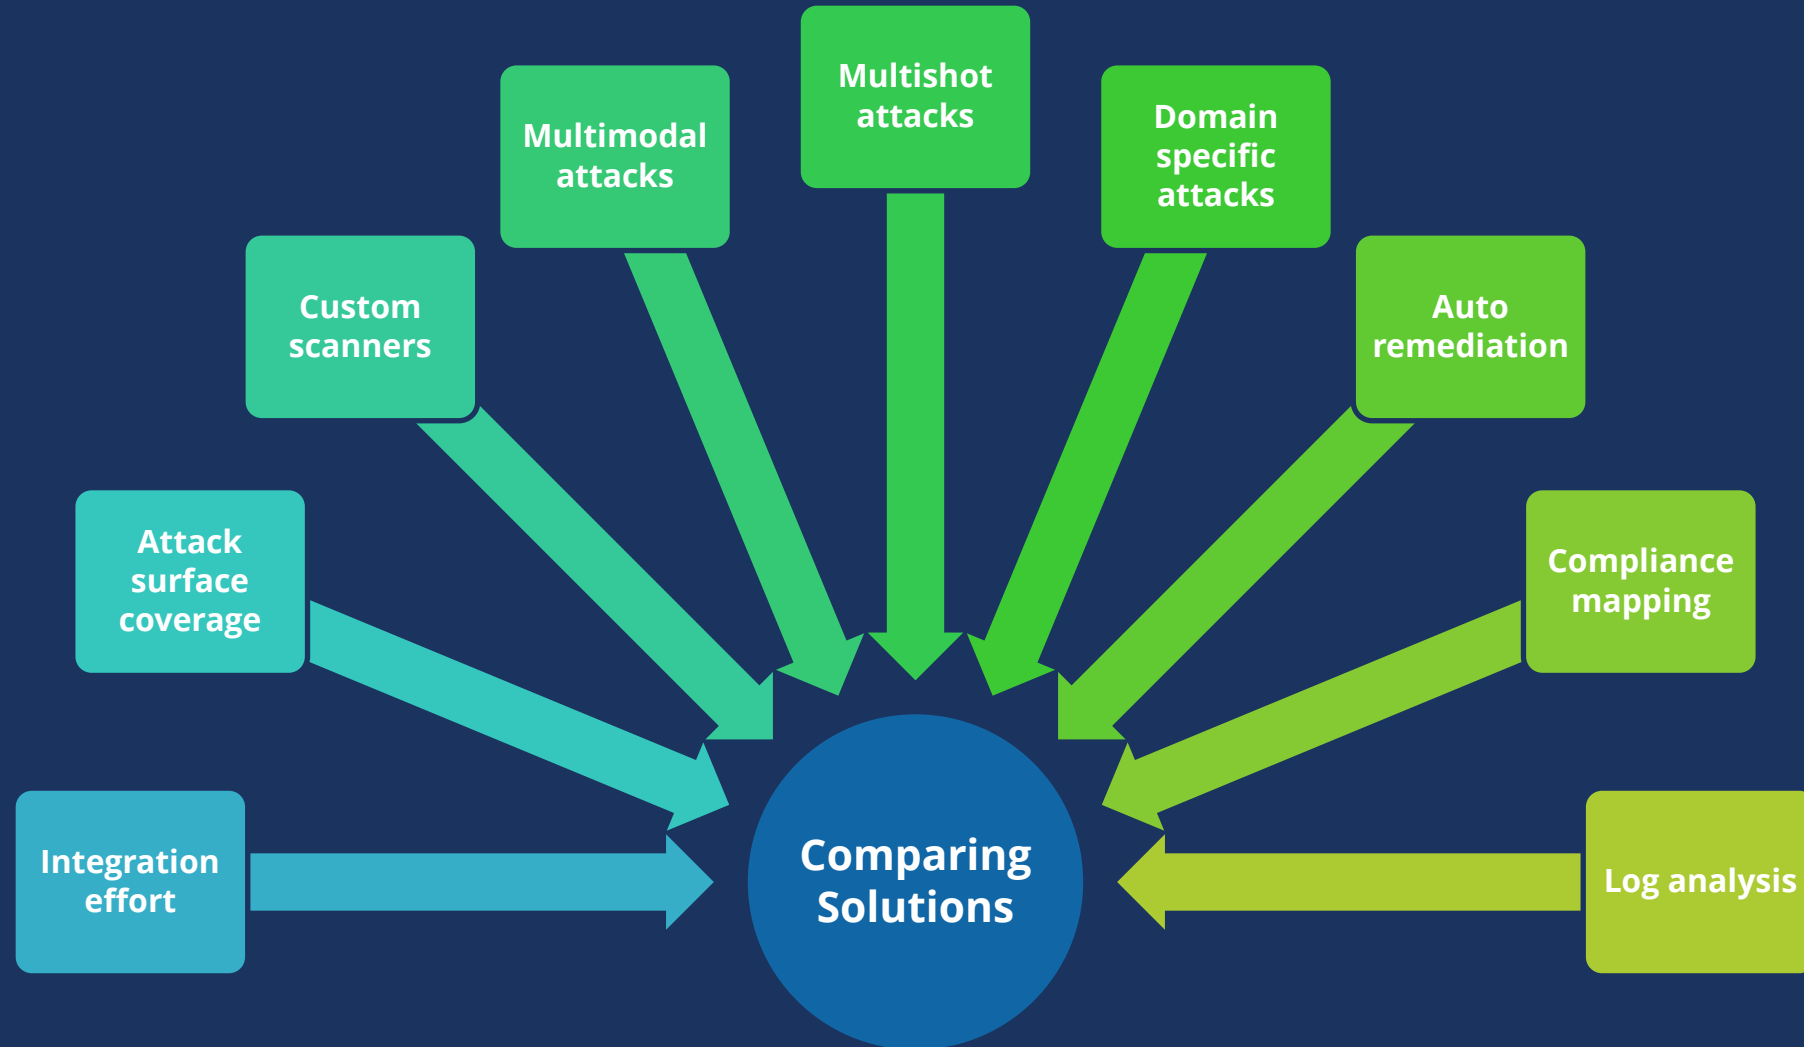 Multishot
attacks
Multimodal
attacks
Domain
specific
attacks
Custom
scanners
Auto
remediation
Attack
surface
coverage
Compliance
mapping
Integration
effort
Comparing
Solutions
Log analysis